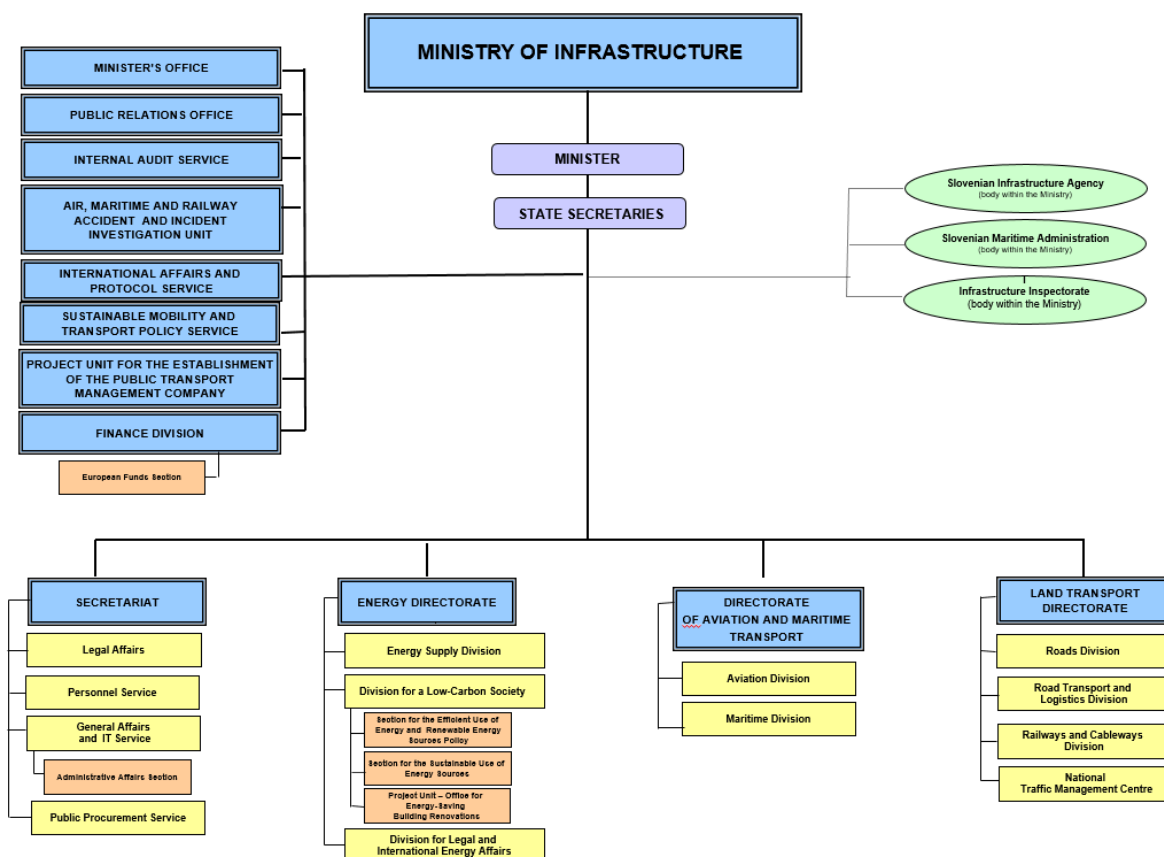 MINISTRY OF INFRASTRUCTURE
MINISTER
STATE SECRETARIES
MINISTER'S OFFICE
PUBLIC RELATIONS OFFICE
INTERNAL AUDIT SERVICE
AIR, MARITIME AND RAILWAY
ACCIDENT AND INCIDENT
INVESTIGATION UNIT
INTERNATIONAL AFFAIRS AND
PROTOCOL SERVICE
SUSTAINABLE MOBILITY AND
TRANSPORT POLICY SERVICE
PROJECT UNIT FOR THE ESTABLISHMENT
OF THE PUBLIC TRANSPORT
MANAGEMENT COMPANY
FINANCE DIVISION
European Funds Section
Slovenian Infrastructure Agency
(body within the Ministry)
Slovenian Maritime Administration
(body within the Ministry)
Infrastructure Inspectorate
(body within the Ministry)
SECRETARIAT
Legal Affairs
Personnel Service
General Affairs
and IT Service
Administrative Affairs Section
Public Procurement Service
ENERGY DIRECTORATE
Energy Supply Division
Division for a Low-Carbon Society
Section for the Efficient Use of
Energy and Renewable Energy
Sources Policy
Section for the Sustainable Use of
Energy Sources
Project Unit – Office for
Energy-Saving
Building Renovations
Division for Legal and
International Energy Affairs
DIRECTORATE
OF AVIATION AND MARITIME
TRANSPORT
Aviation Division
Maritime Division
LAND TRANSPORT
DIRECTORATE
Roads Division
Road Transport and
Logistics Division
Railways and Cableways
Division
National
Traffic Management Centre